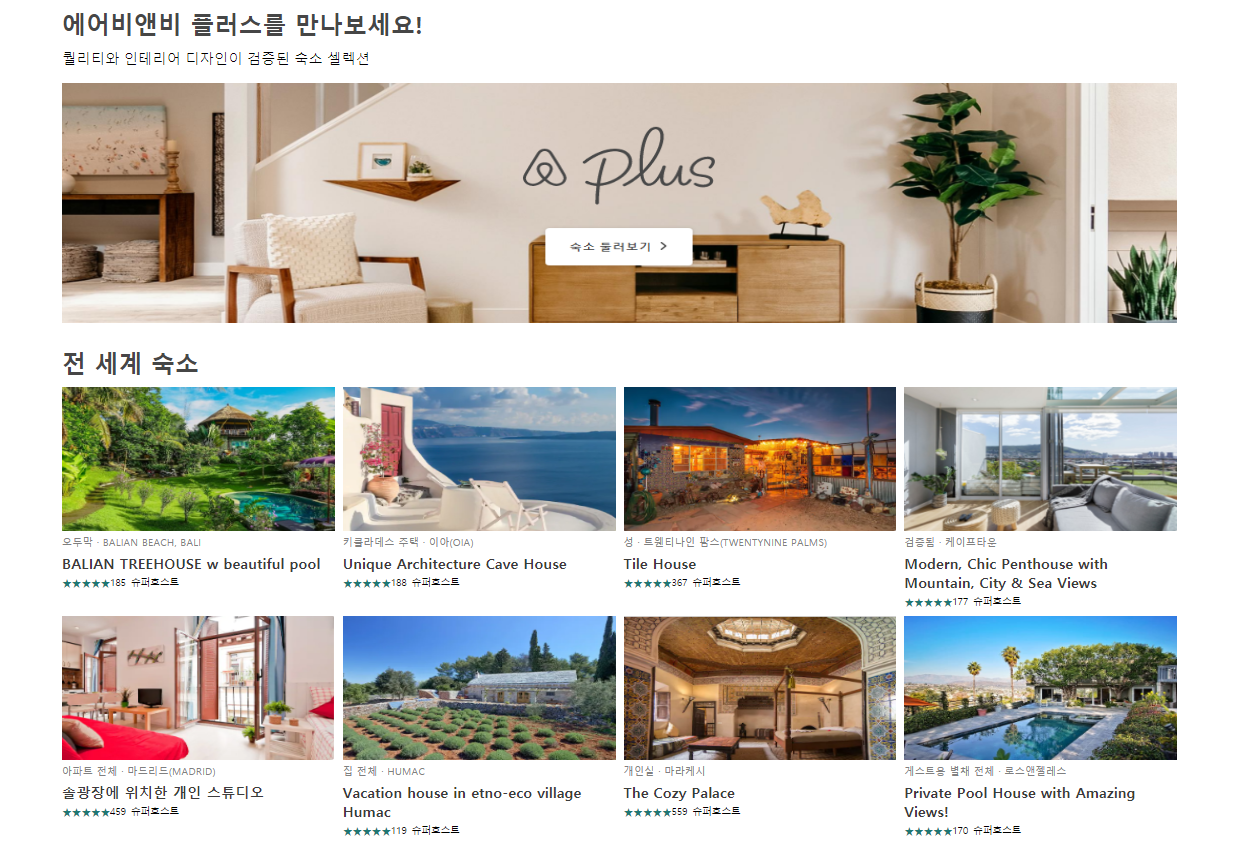 에어비앤비 플러스를 만나보세요!
퀄리티와 인테리어 디자인이 검증된 숙소 셀렉션
plus
숙소 둘러보기 >
전 세계 숙소
오두막 · BALIAN BEACH, BALI
BALIAN TREEHOUSE w beautiful pool
★★★★★185 슈퍼호스트
키클라데스 주택 · 이아(OIA)
Unique Architecture Cave House
★★★★★188 슈퍼호스트
성 · 트웬티나인 팜스(TWENTYNINE PALMS)
Tile House
★★★★★367 슈퍼호스트
검증됨 · 케이프타운
Modern, Chic Penthouse with
Mountain, City & Sea Views
★★★★★177 슈퍼호스트
아파트 전체 · 마드리드(MADRID)
솔광장에 위치한 개인 스튜디오
★★★★★459 슈퍼호스트
집 전체 · HUMAC
Vacation house in etno-eco village
Humac
★★★★★119 슈퍼호스트
개인실 · 마라케시
The Cozy Palace
★★★★★559 슈퍼호스트
게스트용 별채 전체 · 로스앤젤레스
Private Pool House with Amazing
Views!
★★★★★170 슈퍼호스트